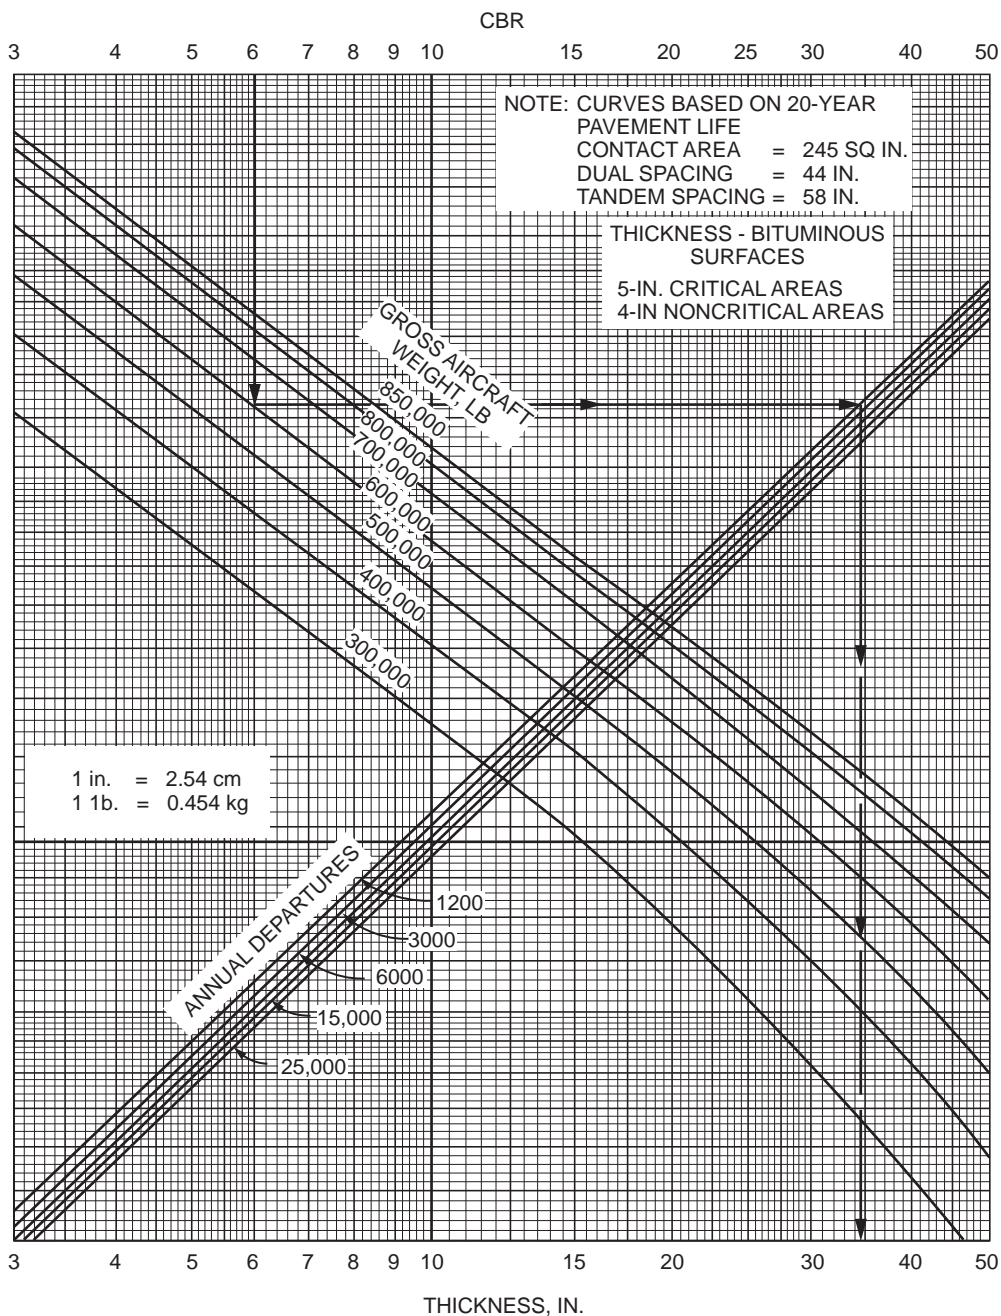 CBR
3 4 5 6 7 8 9 10 15 20 25 30 40 50
NOTE: CURVES BASED ON 20-YEAR
PAVEMENT LIFE
CONTACT AREA = 245 SQ IN.
DUAL SPACING = 44 IN.
TANDEM SPACING = 58 IN.
THICKNESS - BITUMINOUS
SURFACES
5-IN. CRITICAL AREAS
4-IN NONCRITICAL AREAS
GROSS AIRCRAFT
WEIGHT, LB
850,000
800,000
700,000
600,000
500,000
400,000
300,000
1 in. = 2.54 cm
1 1b. = 0.454 kg
ANNUAL DEPARTURES
1200
3000
6000
15,000
25,000
3 4 5 6 7 8 9 10 15 20 30 40 50
THICKNESS, IN.